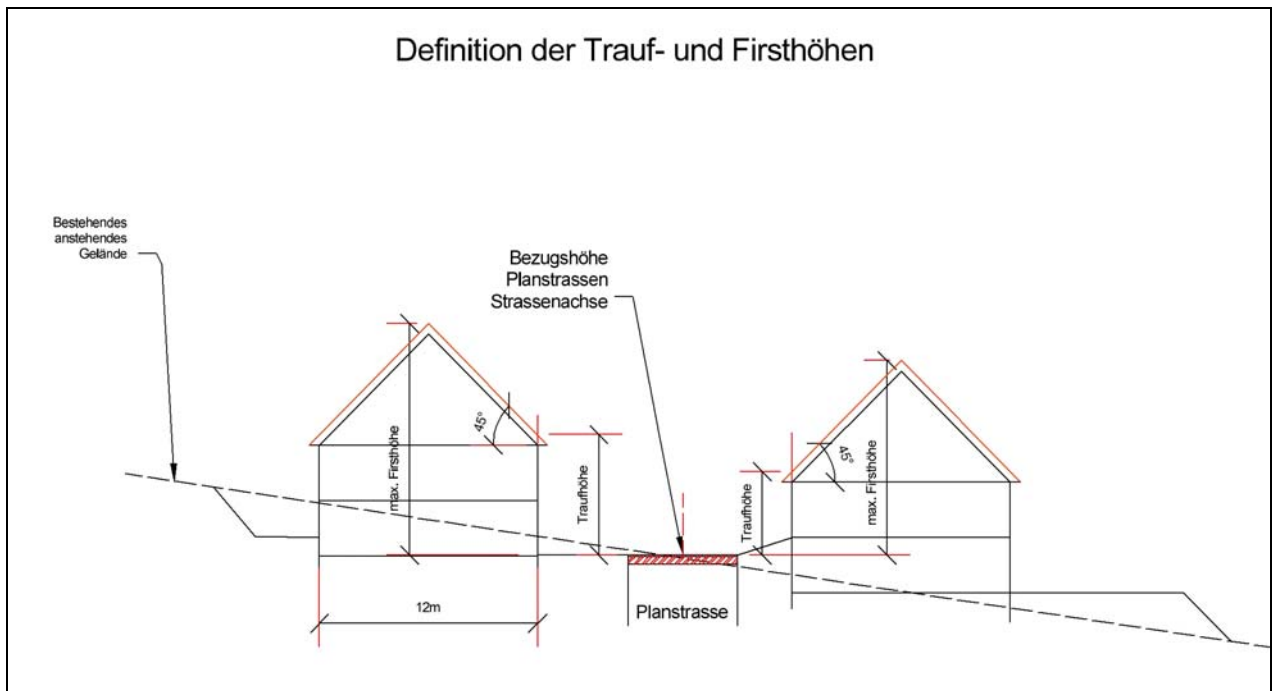 Definition der Trauf- und Firsthöhen
Bestehendes
anstehendes
Gelände
Bezugshöhe
Planstrassen
Strassenachse
45°
max. Firsthöhe
Traufhöhe
12m
Planstrasse
Traufhöhe
45°
max. Firsthöhe